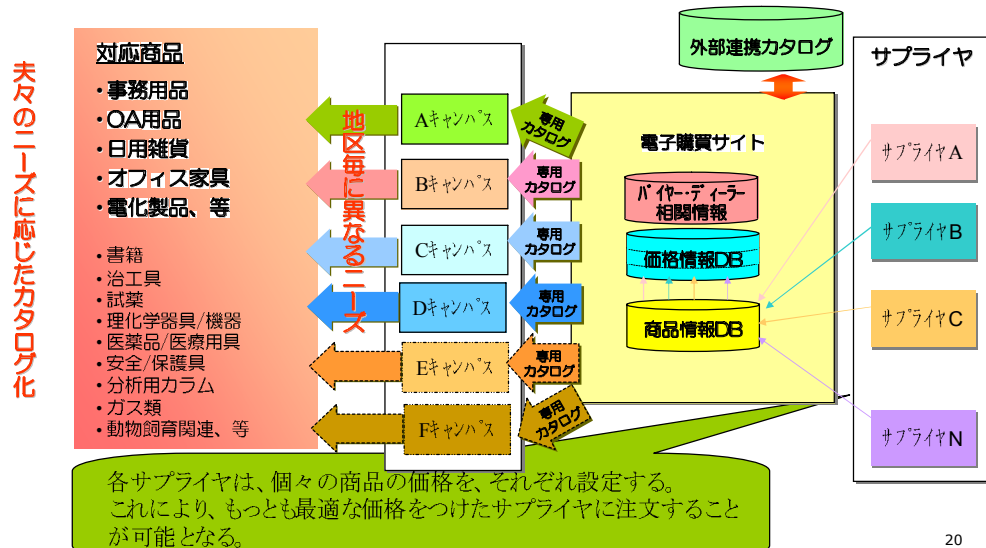 夫々のニーズに応じたカタログ化
対応商品
・事務用品
・OA用品
・日用雑貨
・オフィス家具
・電化製品、等
・書籍
・治工具
・試薬
・理化学器具/機器
・医薬品/医療用具
・安全/保護具
・分析用カラム
・ガス類
・動物飼育関連、等
地区毎に異なるニーズ
Aキャンパス
Bキャンパス
Cキャンパス
Dキャンパス
Eキャンパス
Fキャンパス
専用
カタログ
専用
カタログ
専用
カタログ
専用
カタログ
専用
カタログ
専用
カタログ
外部連携カタログ
電子購買サイト
バイヤー・ディーラー
相関情報
価格情報DB
商品情報DB
サプライヤ
サプライヤA
サプライヤB
サプライヤC
サプライヤN
各サプライヤは、個々の商品の価格を、それぞれ設定する。
これにより、もっとも最適な価格をつけたサプライヤに注文すること
が可能となる。
20